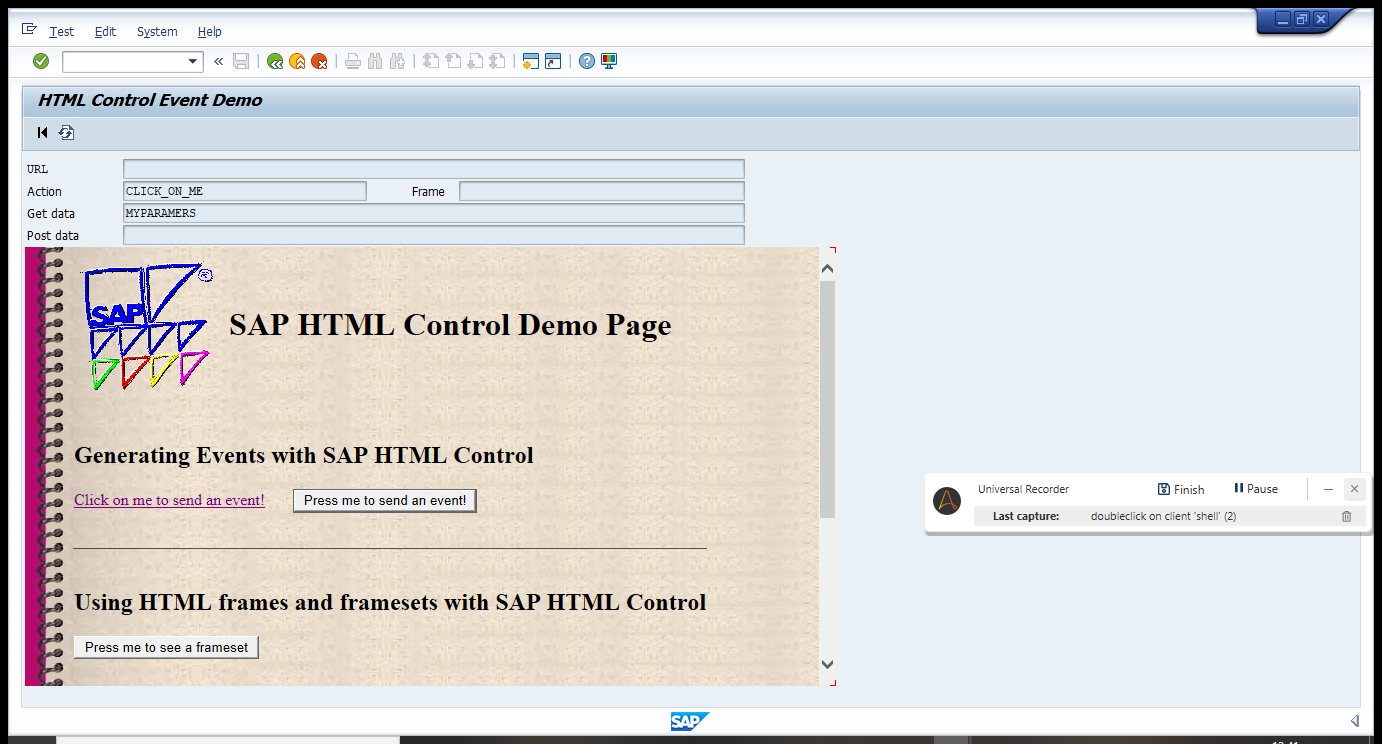 Test Edit System Help
HTML Control Event Demo
URL
Action CLICK_ON_ME Frame
Get data MYPARAMERS
Post data
SAP ®
SAP HTML Control Demo Page
Generating Events with SAP HTML Control
Click on me to send an event! Press me to send an event!
Universal Recorder Finish Pause
Last capture: doubleclick on client 'shell' (2)
Using HTML frames and framesets with SAP HTML Control
Press me to see a frameset
SAP